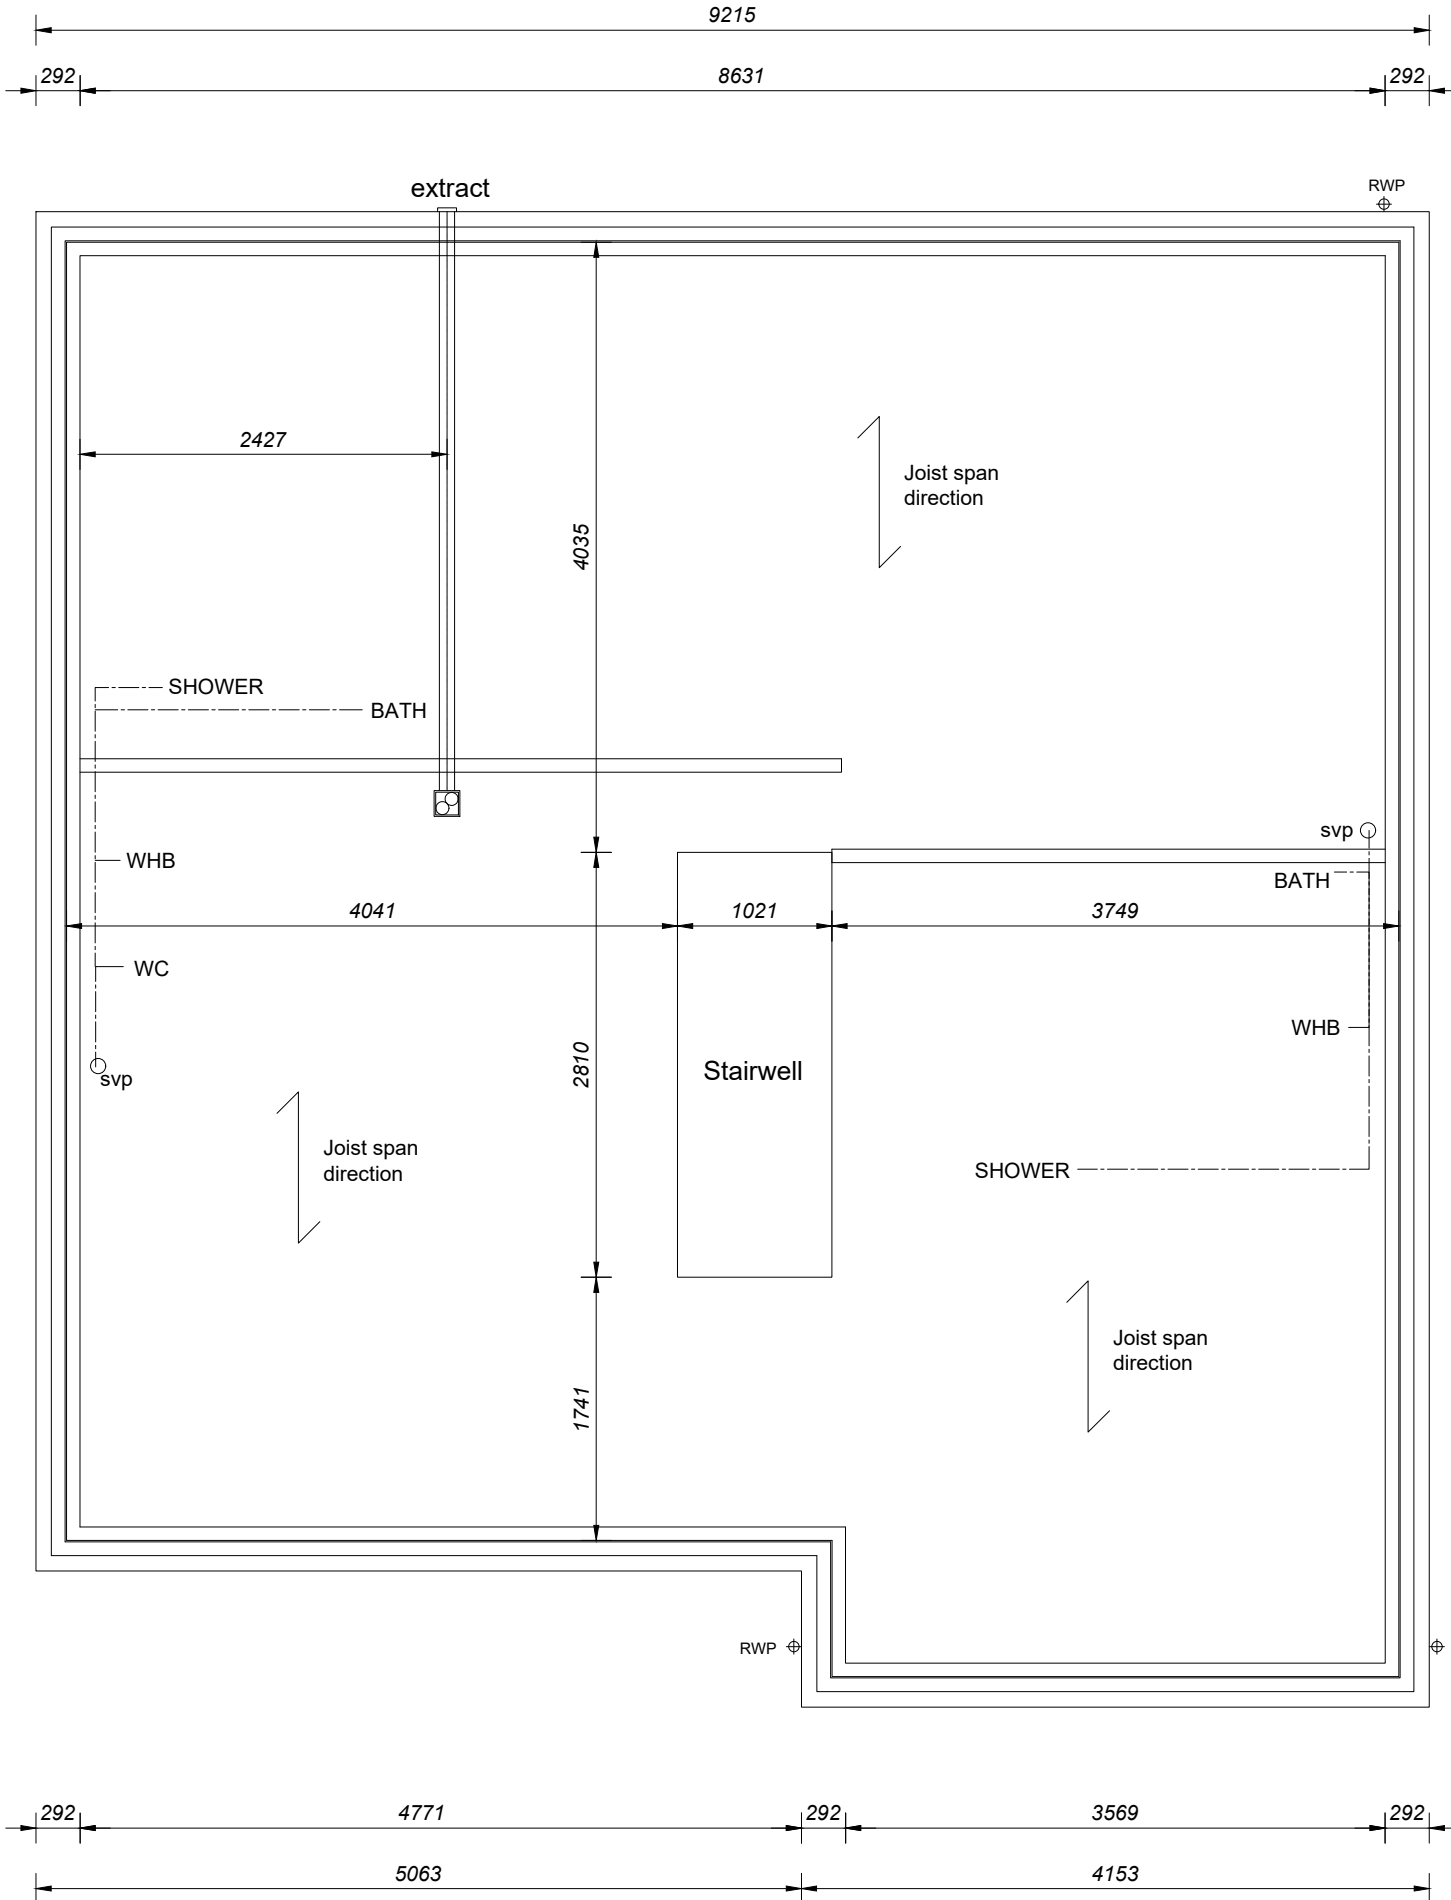 9215
292
8631
292
extract
RWP
2427
Joist span
direction
4035
SHOWER
BATH
svp
WHB
BATH
4041
1021
3749
WC
WHB
2810
Stairwell
svp
Joist span
direction
SHOWER
Joist span
direction
1741
RWP
292
4771
292
3569
292
5063
4153